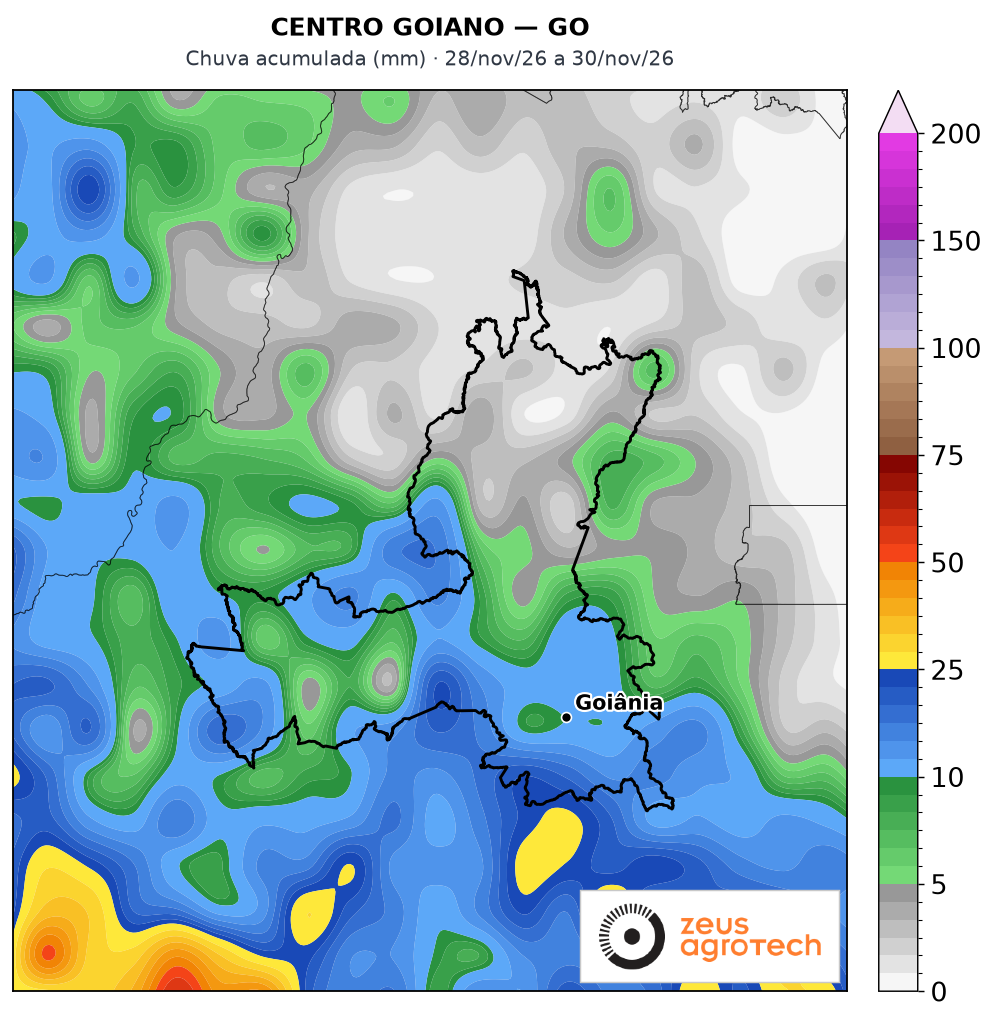 CENTRO GOIANO — GO
Chuva acumulada (mm) · 28/nov/26 a 30/nov/26
200
150
100
75
50
25
10
5
0
Goiânia
zeus
agrotech